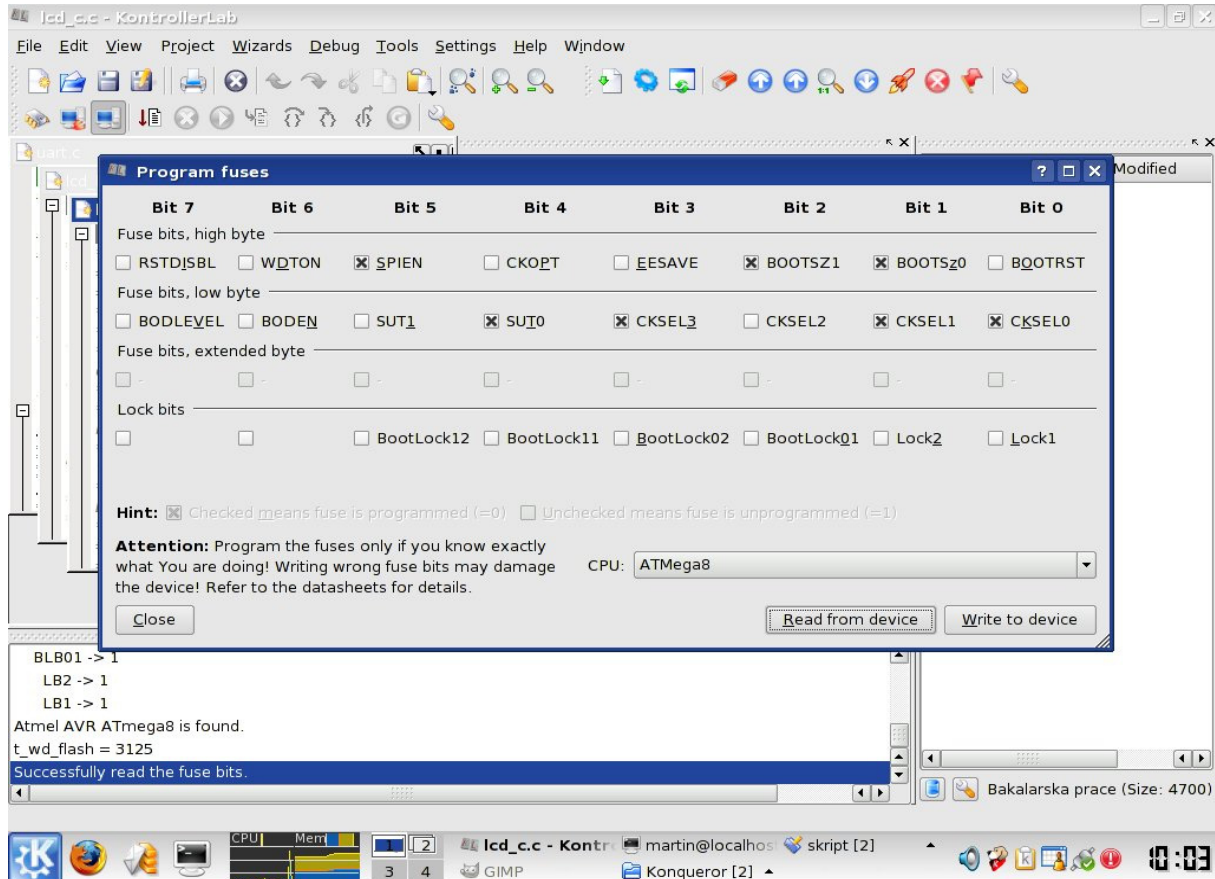 lcd_c.c - KontrollerLab
File Edit View Project Wizards Debug Tools Settings Help Window
uart.c
lcd_
Modified
Program fuses
Bit 7 Bit 6 Bit 5 Bit 4 Bit 3 Bit 2 Bit 1 Bit 0
Fuse bits, high byte
RSTDISBL WDTON SPIEN CKOPT EESAVE BOOTSZ1 BOOTSz0 BOOTRST
Fuse bits, low byte
BODLEVEL BODEN SUT1 SUT0 CKSEL3 CKSEL2 CKSEL1 CKSEL0
Fuse bits, extended byte
- - - - - - - -
Lock bits
BootLock12 BootLock11 BootLock02 BootLock01 Lock2 Lock1
Hint: Checked means fuse is programmed (=0) Unchecked means fuse is unprogrammed (=1)
Attention: Program the fuses only if you know exactly
what You are doing! Writing wrong fuse bits may damage
the device! Refer to the datasheets for details.
CPU: ATMega8
Close Read from device Write to device
BLB01 -> 1
LB2 -> 1
LB1 -> 1
Atmel AVR ATmega8 is found.
t_wd_flash = 3125
Successfully read the fuse bits.
Bakalarska prace (Size: 4700)
CPU Mem 1 2 lcd_c.c - Kontr martin@localhos skript [2]
3 4 GIMP Konqueror [2] 10:03